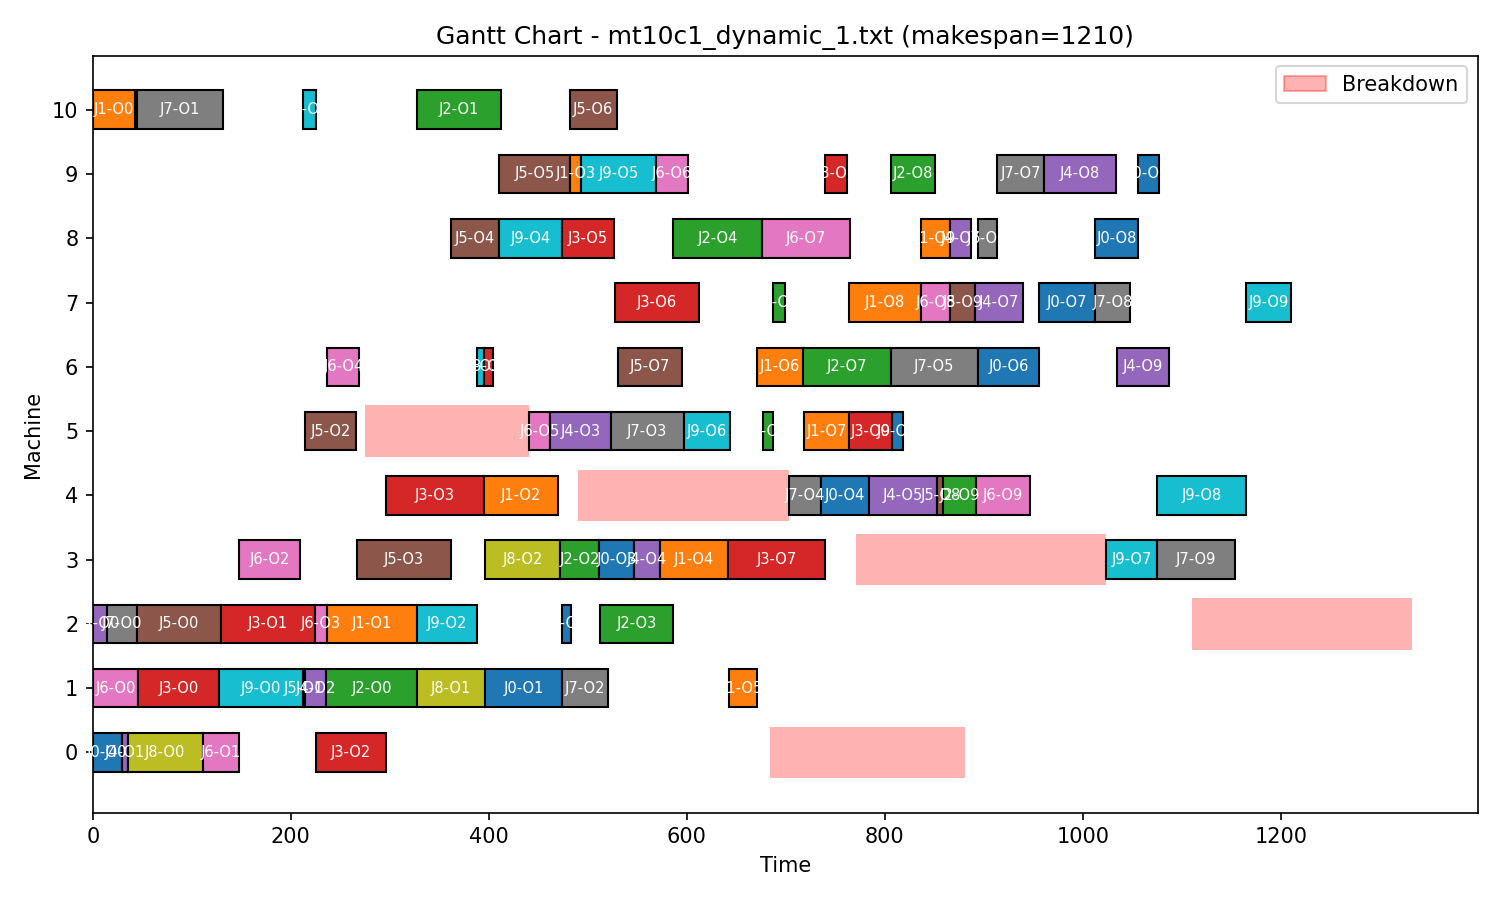 Gantt Chart - mt10c1_dynamic_1.txt (makespan=1210)
Breakdown
10 J1-O0 J7-O1 J2-O1 J5-O6
9 J5-O5 J1-O3 J9-O5 J6-O6 J2-O8 J7-O7 J4-O8
8 J5-O4 J9-O4 J3-O5 J2-O4 J6-O7 J0-O8
7 J3-O6 J1-O8 J4-O7 J0-O7 J7-O8 J9-O9
6 J6-O4 J5-O7 J1-O6 J2-O7 J7-O5 J0-O6 J4-O9
5 J5-O2 J6-O5 J4-O3 J7-O3 J9-O6 J1-O7
4 J3-O3 J1-O2 J7-O4 J0-O4 J4-O5 J6-O9 J9-O8
3 J6-O2 J5-O3 J8-O2 J2-O2 J1-O4 J3-O7 J9-O7 J7-O9
2 J5-O0 J3-O1 J6-O3 J1-O1 J9-O2 J2-O3
1 J6-O0 J3-O0 J9-O0 J2-O0 J8-O1 J0-O1 J7-O2
0 J8-O0 J6-O1 J3-O2
Machine
0 200 400 600 800 1000 1200
Time